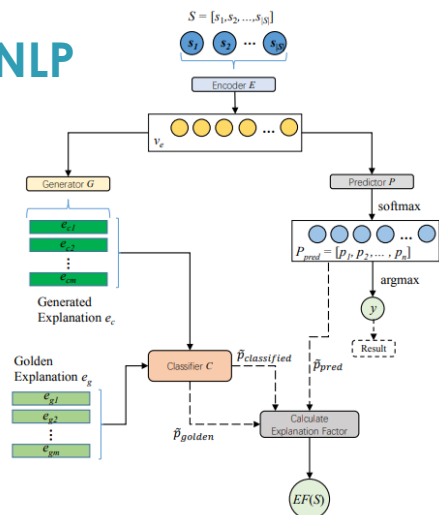 NLP
S = [s1,s2, ...,s|S|]
s1 s2 ... s|S|
Encoder E
ve ...
Generator G
Predictor P
softmax
ec1
ec2
⋮
ecm
...
Ppred = [p1, p2, ... , pn]
argmax
Generated
Explanation ec
y
Result
Golden
Explanation eg
Classifier C
p̃classified
p̃pred
eg1
eg2
⋮
egm
p̃golden
Calculate
Explanation Factor
EF(S)